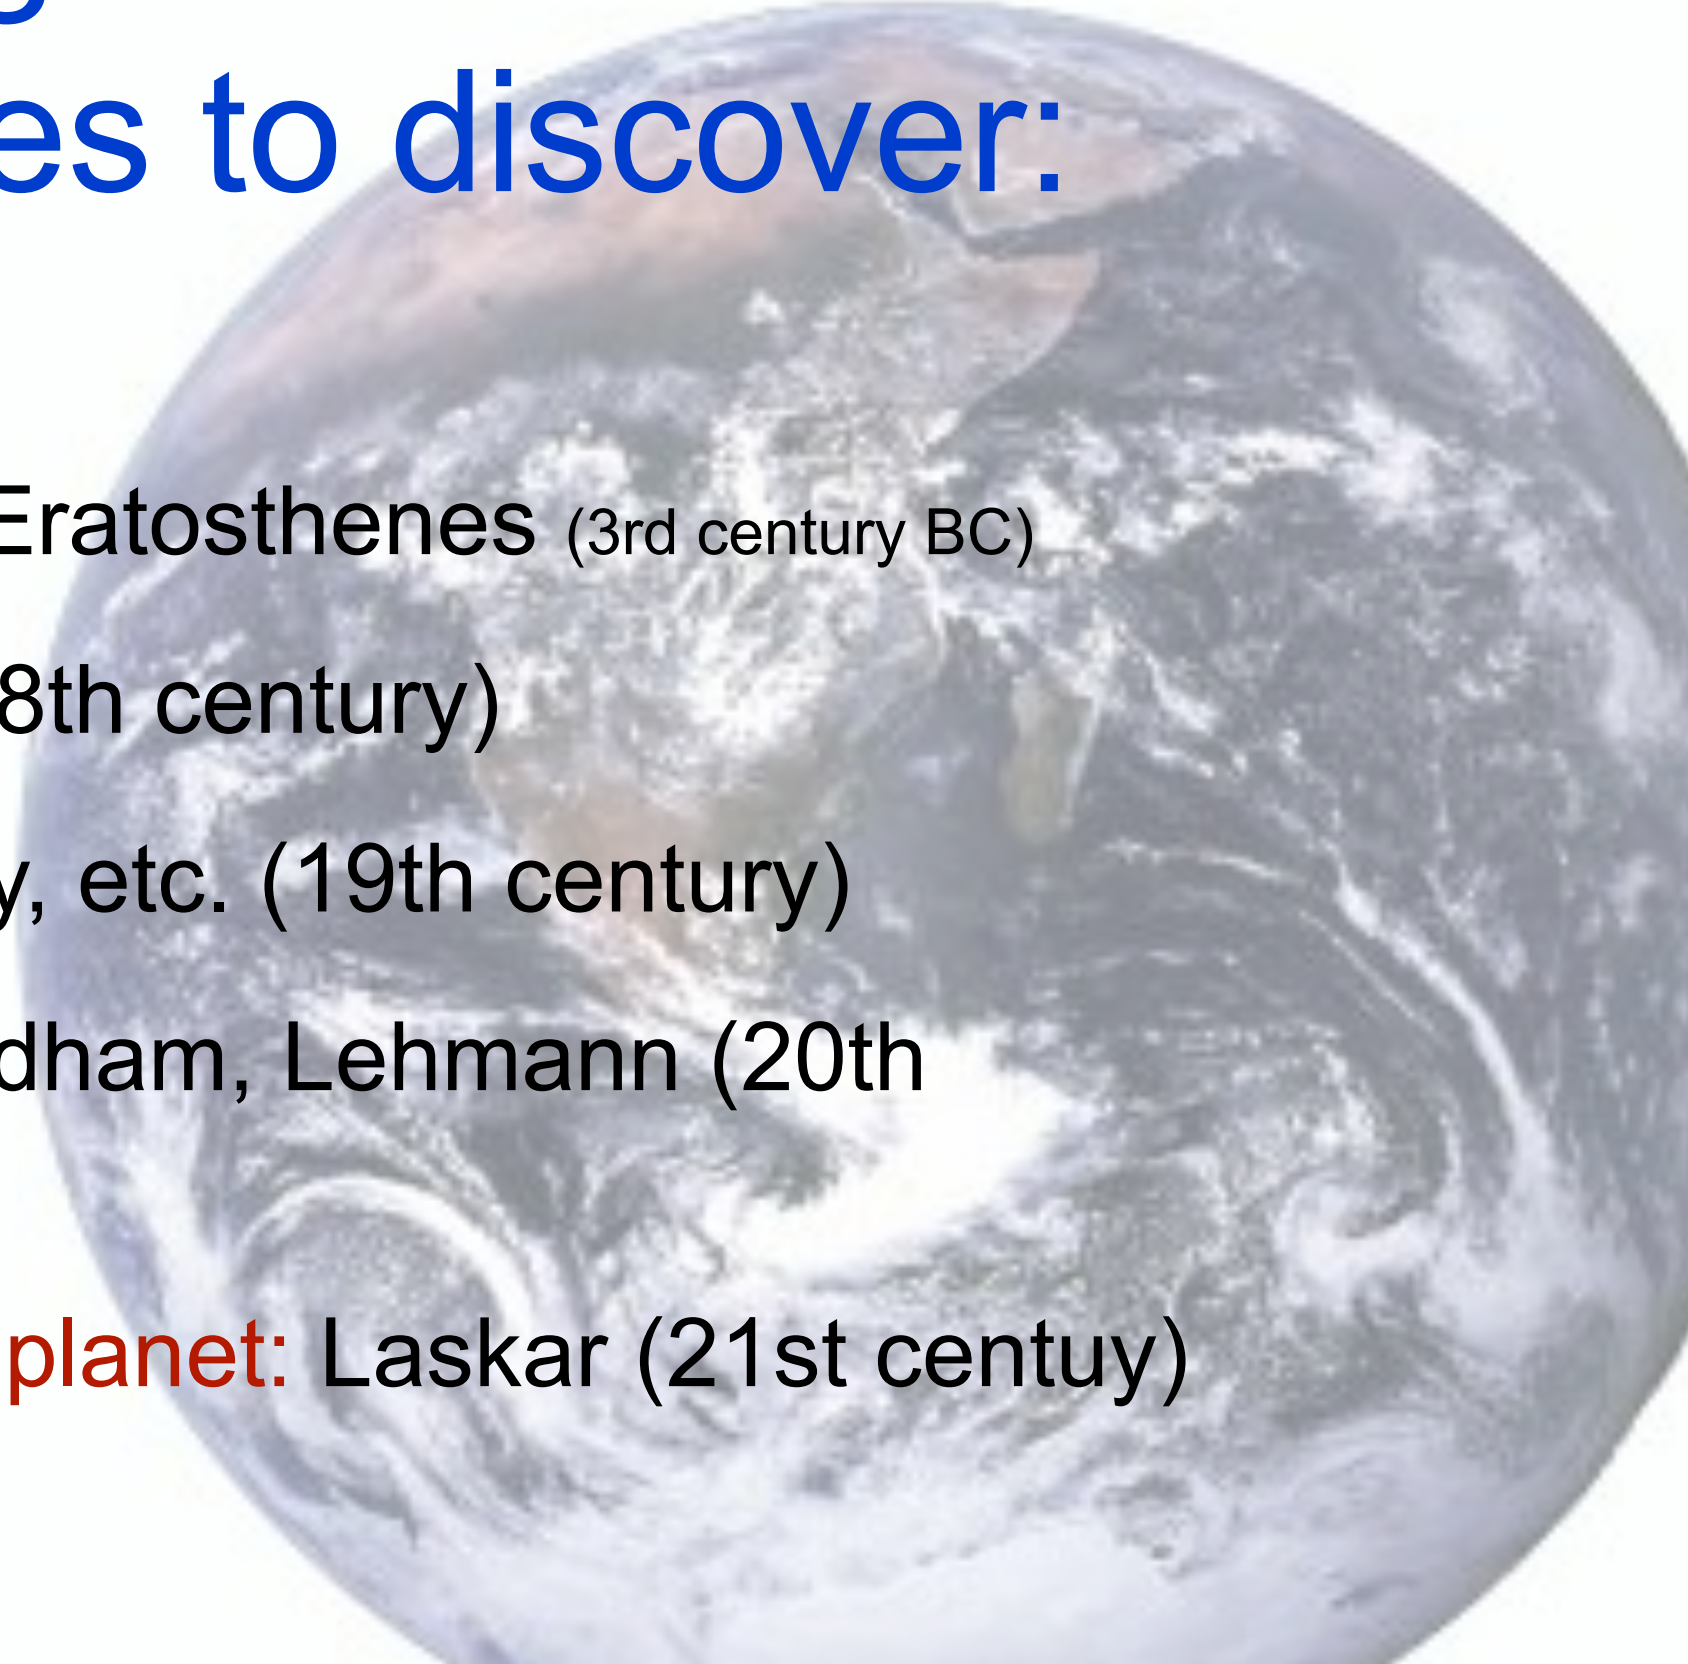 es to discover:
Eratosthenes (3rd century BC)
8th century)
y, etc. (19th century)
dham, Lehmann (20th
planet: Laskar (21st centuy)